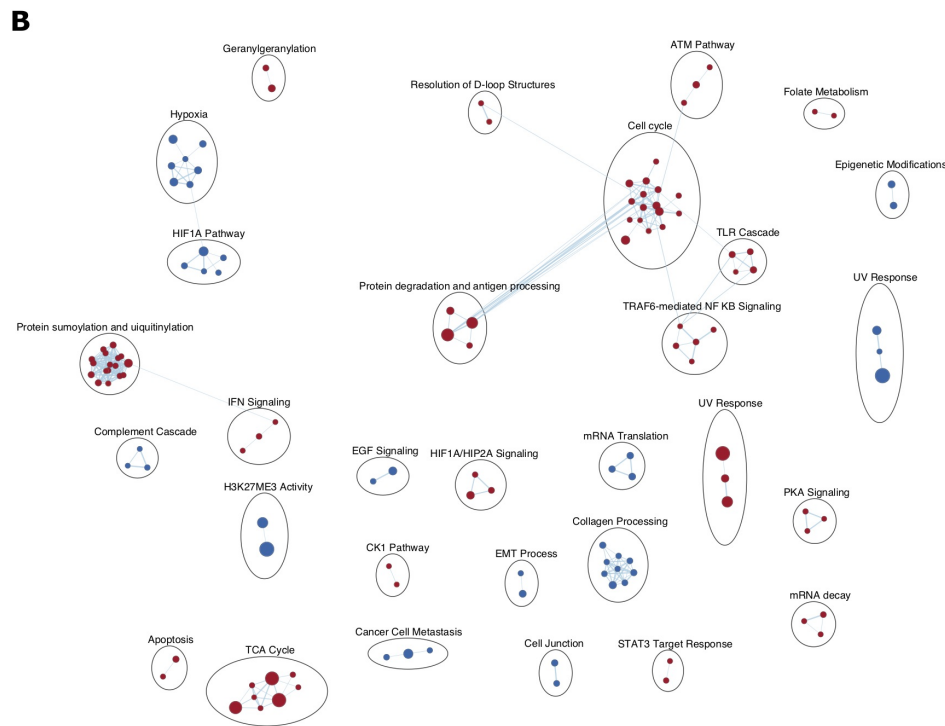 B
Geranylgeranylation
ATM Pathway
Resolution of D-loop Structures
Folate Metabolism
Hypoxia
Cell cycle
Epigenetic Modifications
HIF1A Pathway
TLR Cascade
UV Response
Protein degradation and antigen processing
TRAF6-mediated NF KB Signaling
Protein sumoylation and uiquitinylation
IFN Signaling
UV Response
Complement Cascade
mRNA Translation
EGF Signaling
HIF1A/HIP2A Signaling
H3K27ME3 Activity
PKA Signaling
Collagen Processing
CK1 Pathway
EMT Process
mRNA decay
Cancer Cell Metastasis
Apoptosis
TCA Cycle
Cell Junction
STAT3 Target Response